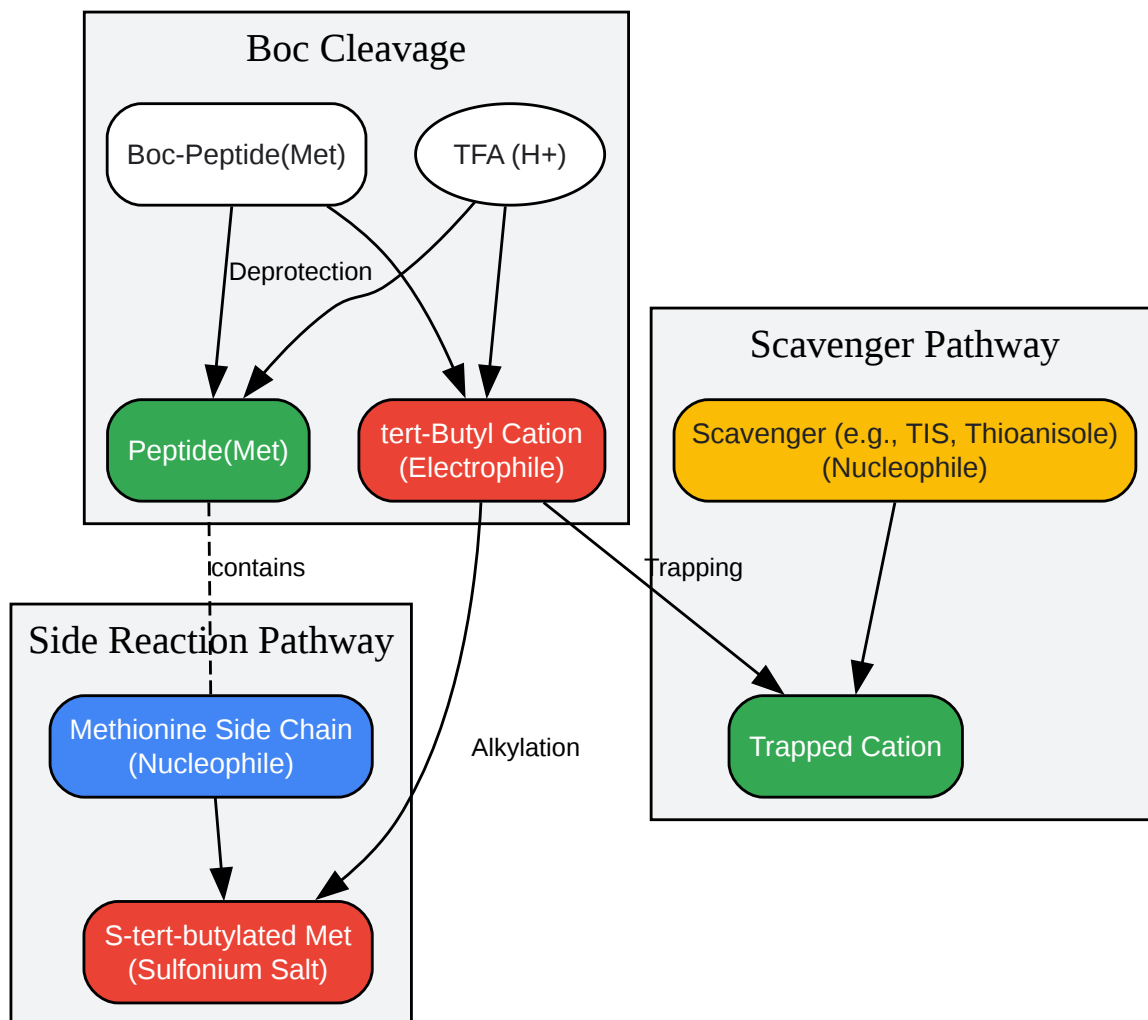 Boc Cleavage
Boc-Peptide(Met)
TFA (H+)
Deprotection
Peptide(Met)
tert-Butyl Cation
(Electrophile)
Scavenger Pathway
Scavenger (e.g., TIS, Thioanisole)
(Nucleophile)
contains
Trapping
Side Reaction Pathway
Methionine Side Chain
(Nucleophile)
Alkylation
Trapped Cation
S-tert-butylated Met
(Sulfonium Salt)